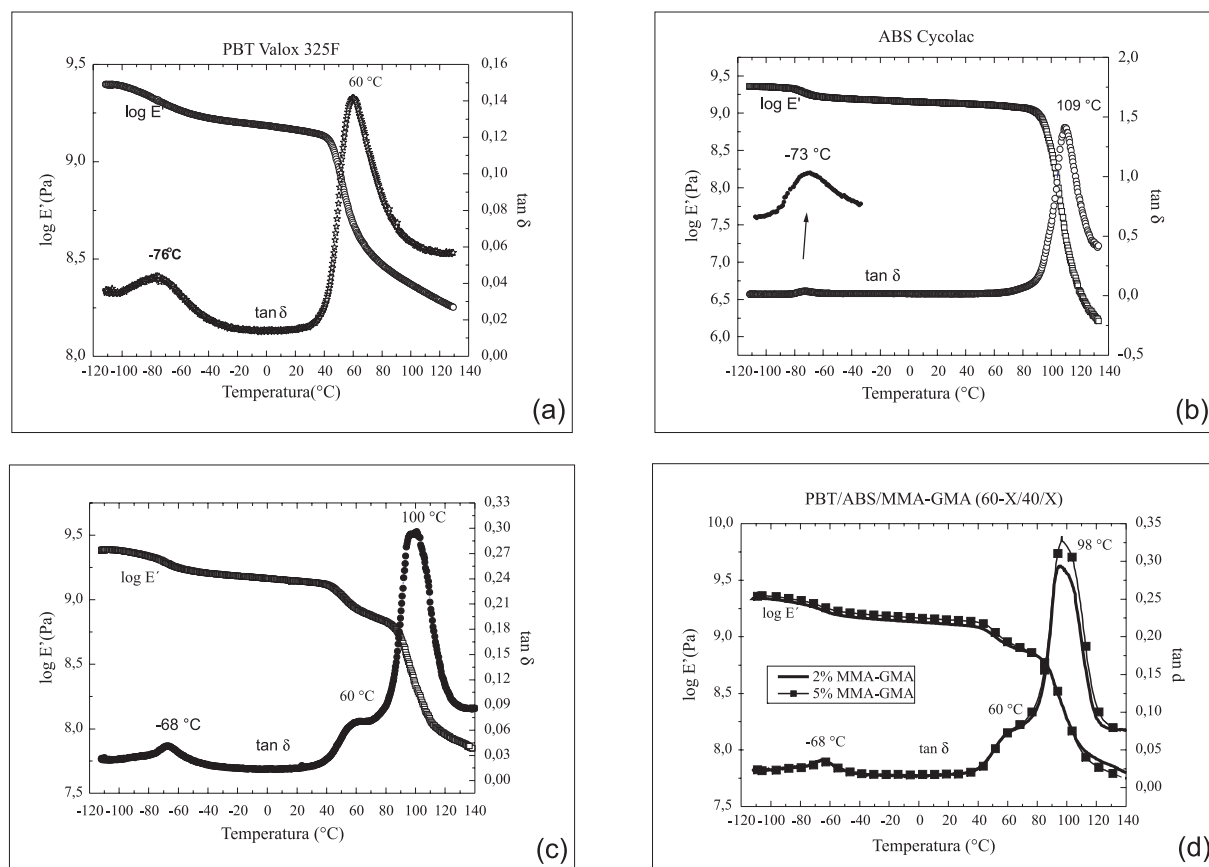 PBT Valox 325F
60 °C
log E'
-76°C
tan δ
log E'(Pa)
tan δ
9,5
9,0
8,5
8,0
0,16
0,14
0,12
0,10
0,08
0,06
0,04
0,02
0,00
-120 -100 -80 -60 -40 -20 0 20 40 60 80 100 120 140
Temperatura(°C)
(a)
ABS Cycolac
log E'
109 °C
-73 °C
tan δ
log E'(Pa)
tan δ
9,5
9,0
8,5
8,0
7,5
7,0
6,5
6,0
2,0
1,5
1,0
0,5
0,0
-0,5
-120 -100 -80 -60 -40 -20 0 20 40 60 80 100 120 140
Temperatura (°C)
(b)
100 °C
log E´
60 °C
-68 °C
tan δ
log E'(Pa)
tan δ
9,5
9,0
8,5
8,0
7,5
0,33
0,30
0,27
0,24
0,21
0,18
0,15
0,12
0,09
0,06
0,03
0,00
-120 -100 -80 -60 -40 -20 0 20 40 60 80 100 120 140
Temperatura (°C)
(c)
PBT/ABS/MMA-GMA (60-X/40/X)
98 °C
log E´
2% MMA-GMA
5% MMA-GMA
60 °C
-68 °C
tan δ
log E'(Pa)
tan d
10,0
9,5
9,0
8,5
8,0
7,5
0,35
0,30
0,25
0,20
0,15
0,10
0,05
0,00
-120 -100 -80 -60 -40 -20 0 20 40 60 80 100 120 140
Temperatura (°C)
(d)